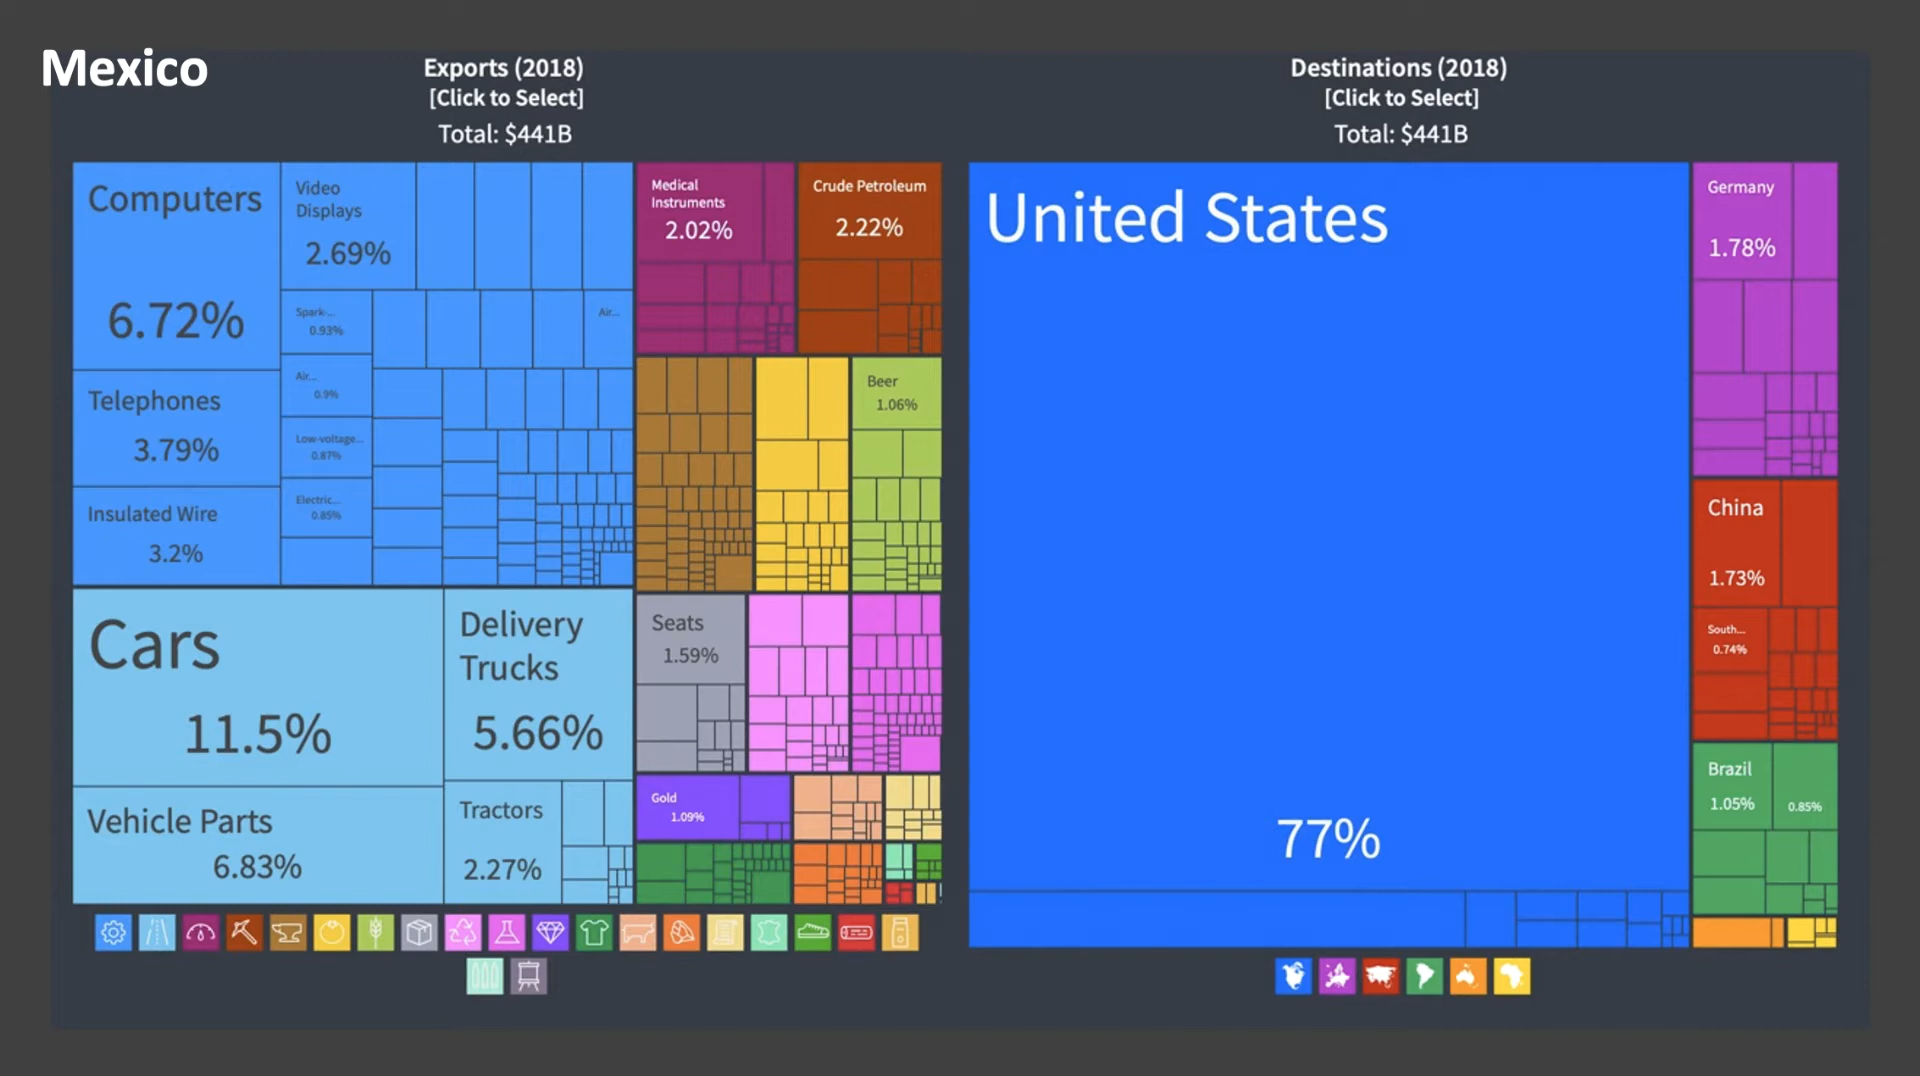 Mexico
Exports (2018)
[Click to Select]
Total: $441B
Computers
6.72%
Video
Displays
2.69%
Spark-...
0.93%
Air...
Air...
0.9%
Telephones
3.79%
Low-voltage...
0.87%
Insulated Wire
3.2%
Electric...
0.85%
Cars
11.5%
Delivery
Trucks
5.66%
Vehicle Parts
6.83%
Tractors
2.27%
Medical
Instruments
2.02%
Crude Petroleum
2.22%
Beer
1.06%
Seats
1.59%
Gold
1.09%
Destinations (2018)
[Click to Select]
Total: $441B
United States
77%
Germany
1.78%
China
1.73%
South...
0.74%
Brazil
1.05%
0.85%